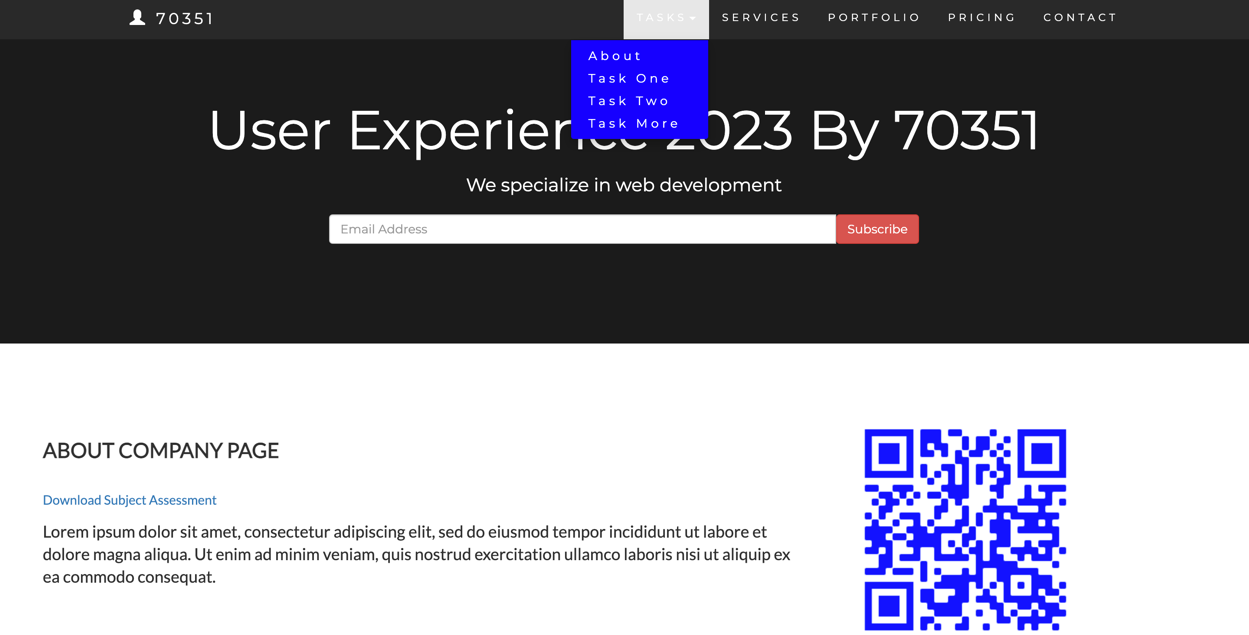 70351
TASKS SERVICES PORTFOLIO PRICING CONTACT
About
Task One
Task Two
Task More
User Experience 2023 By 70351
We specialize in web development
Email Address Subscribe
ABOUT COMPANY PAGE
Download Subject Assessment
Lorem ipsum dolor sit amet, consectetur adipiscing elit, sed do eiusmod tempor incididunt ut labore et
dolore magna aliqua. Ut enim ad minim veniam, quis nostrud exercitation ullamco laboris nisi ut aliquip ex
ea commodo consequat.